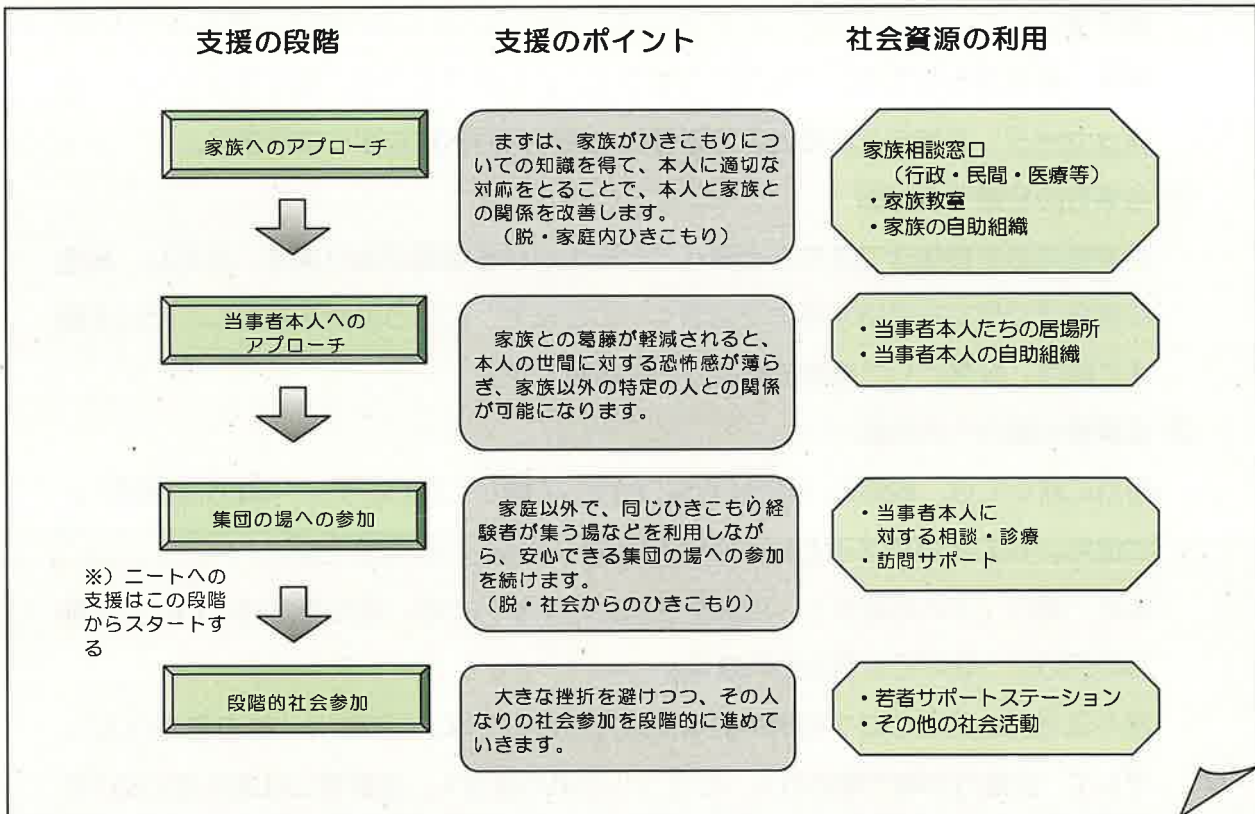 支援の段階
支援のポイント
社会資源の利用
家族へのアプローチ
まずは、家族がひきこもりにつ
いての知識を得て、本人に適切な
対応をとることで、本人と家族と
の関係を改善します。
(脱・家庭内ひきこもり)
家族相談窓口
(行政・民間・医療等)
・家族教室
・家族の自助組織
当事者本人への
アプローチ
家族との葛藤が軽減されると、
本人の世間に対する恐怖感が薄ら
ぎ、家族以外の特定の人との関係
が可能になります。
・当事者本人たちの居場所
・当事者本人の自助組織
集団の場への参加
家庭以外で、同じひきこもり経
験者が集う場などを利用しなが
ら、安心できる集団の場への参加
を続けます。
(脱・社会からのひきこもり)
・当事者本人に
対する相談・診療
・訪問サポート
※）ニートへの
支援はこの段階
からスタートす
る
段階的社会参加
大きな挫折を避けつつ、その人
なりの社会参加を段階的に進めて
いきます。
・若者サポートステーション
・その他の社会活動